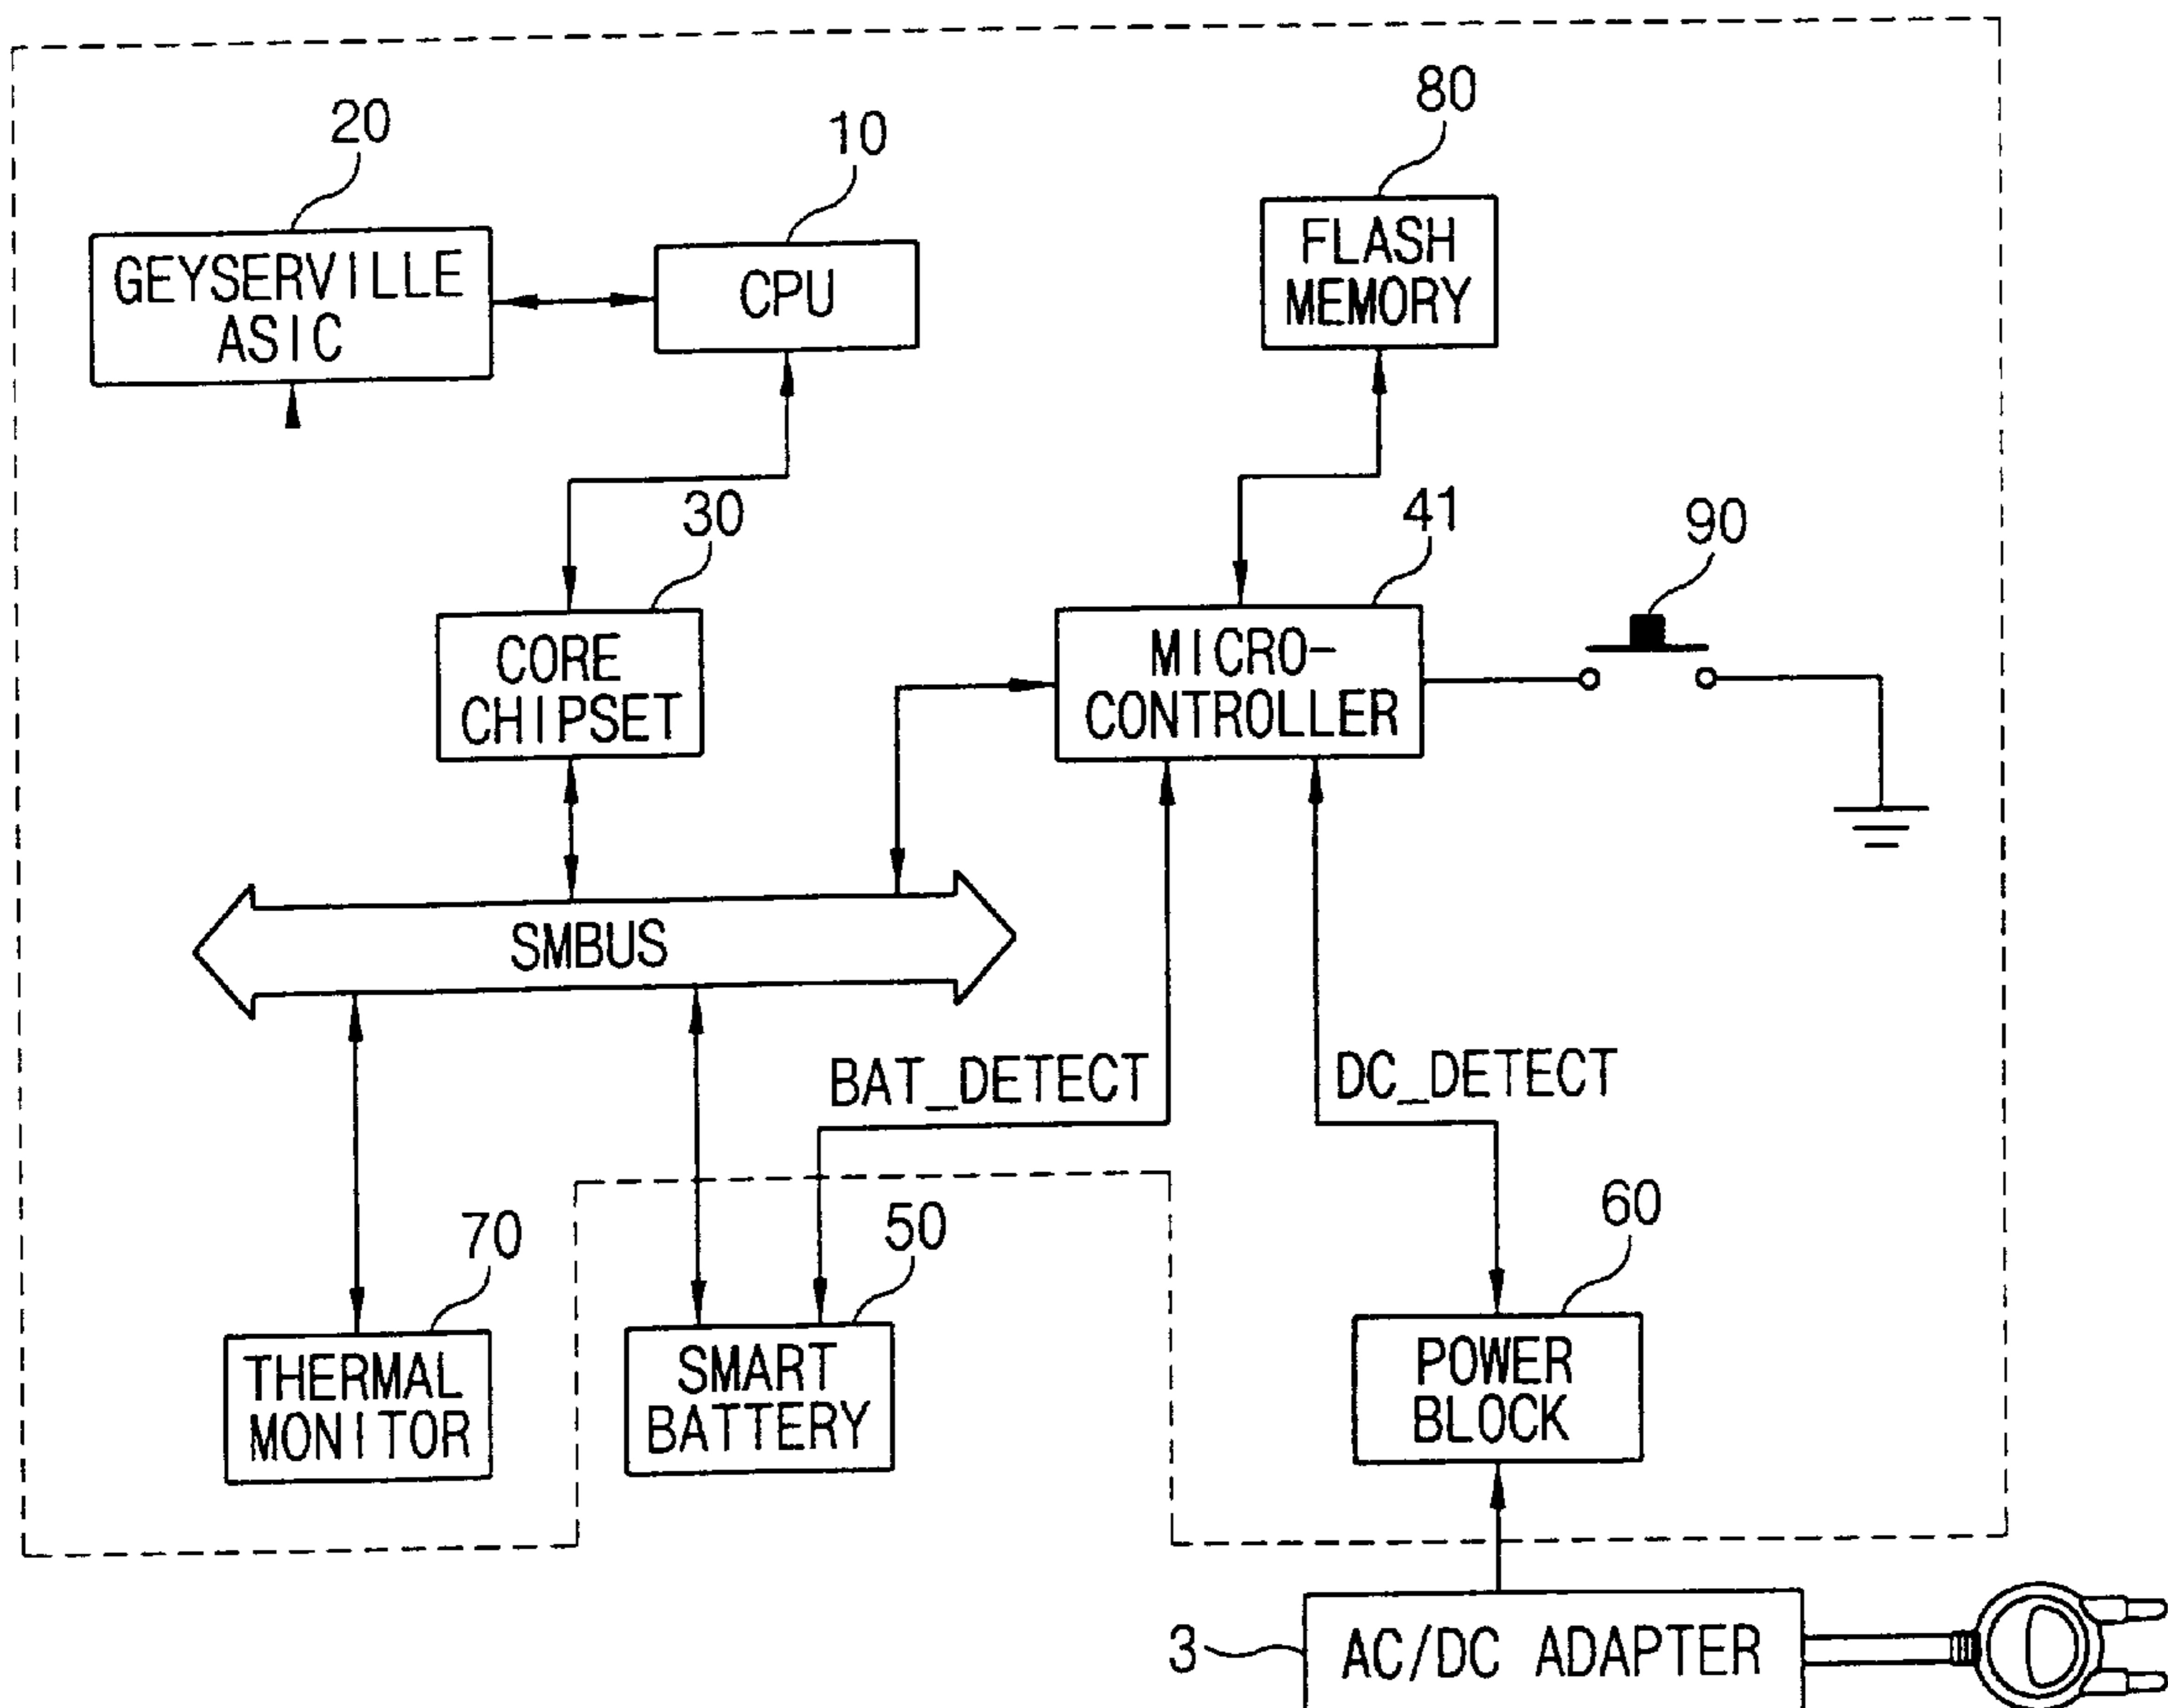 20
10
80
GEYSERVILLE
ASIC
CPU
FLASH
MEMORY
30
41
90
CORE
CHIPSET
MICRO-
CONTROLLER
SMBUS
BAT_DETECT
DC_DETECT
70
50
60
THERMAL
MONITOR
SMART
BATTERY
POWER
BLOCK
3
AC/DC ADAPTER